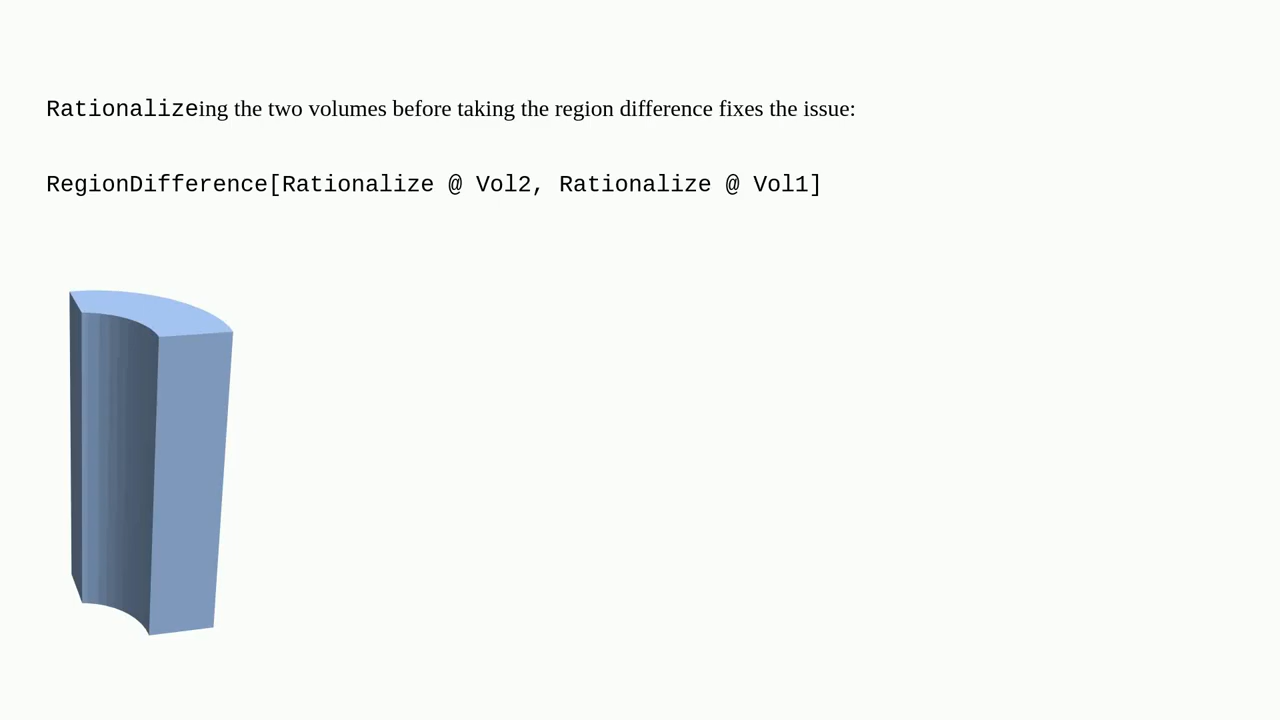 Rationalizeing the two volumes before taking the region difference fixes the issue:
RegionDifference[Rationalize @ Vol2, Rationalize @ Vol1]